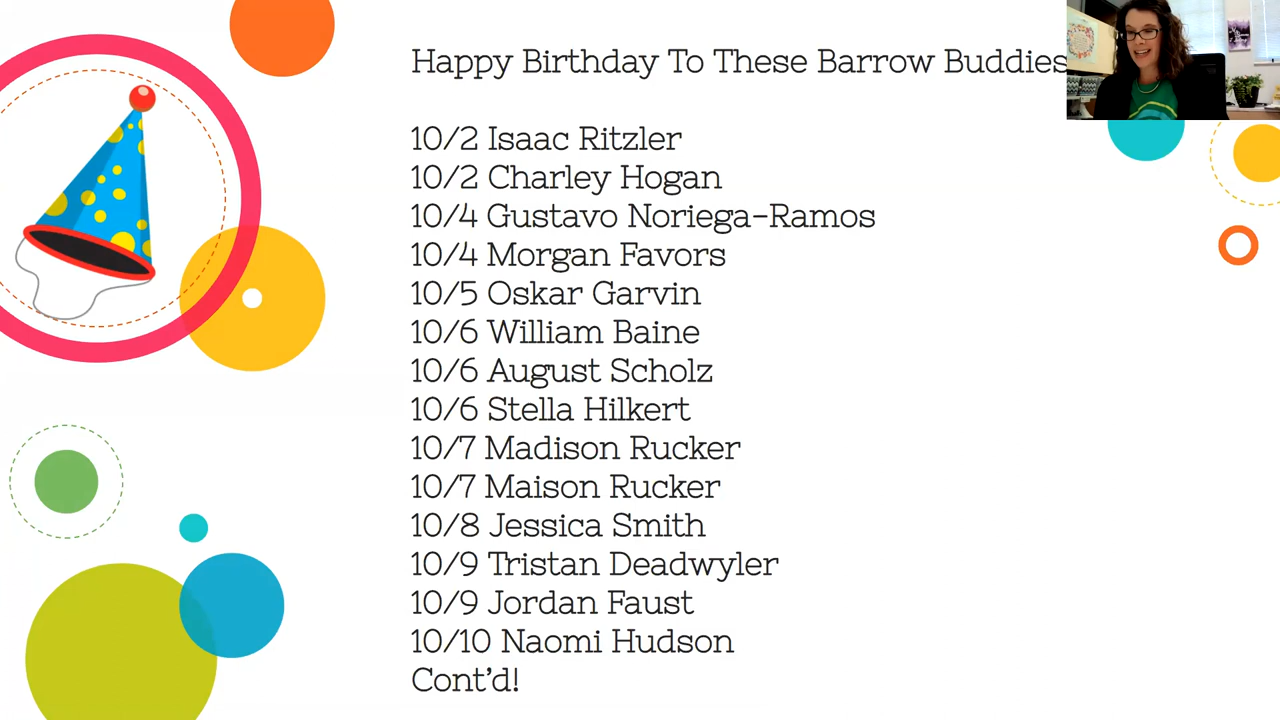 Happy Birthday To These Barrow Buddies
10/2 Isaac Ritzler
10/2 Charley Hogan
10/4 Gustavo Noriega-Ramos
10/4 Morgan Favors
10/5 Oskar Garvin
10/6 William Baine
10/6 August Scholz
10/6 Stella Hilkert
10/7 Madison Rucker
10/7 Maison Rucker
10/8 Jessica Smith
10/9 Tristan Deadwyler
10/9 Jordan Faust
10/10 Naomi Hudson
Cont'd!